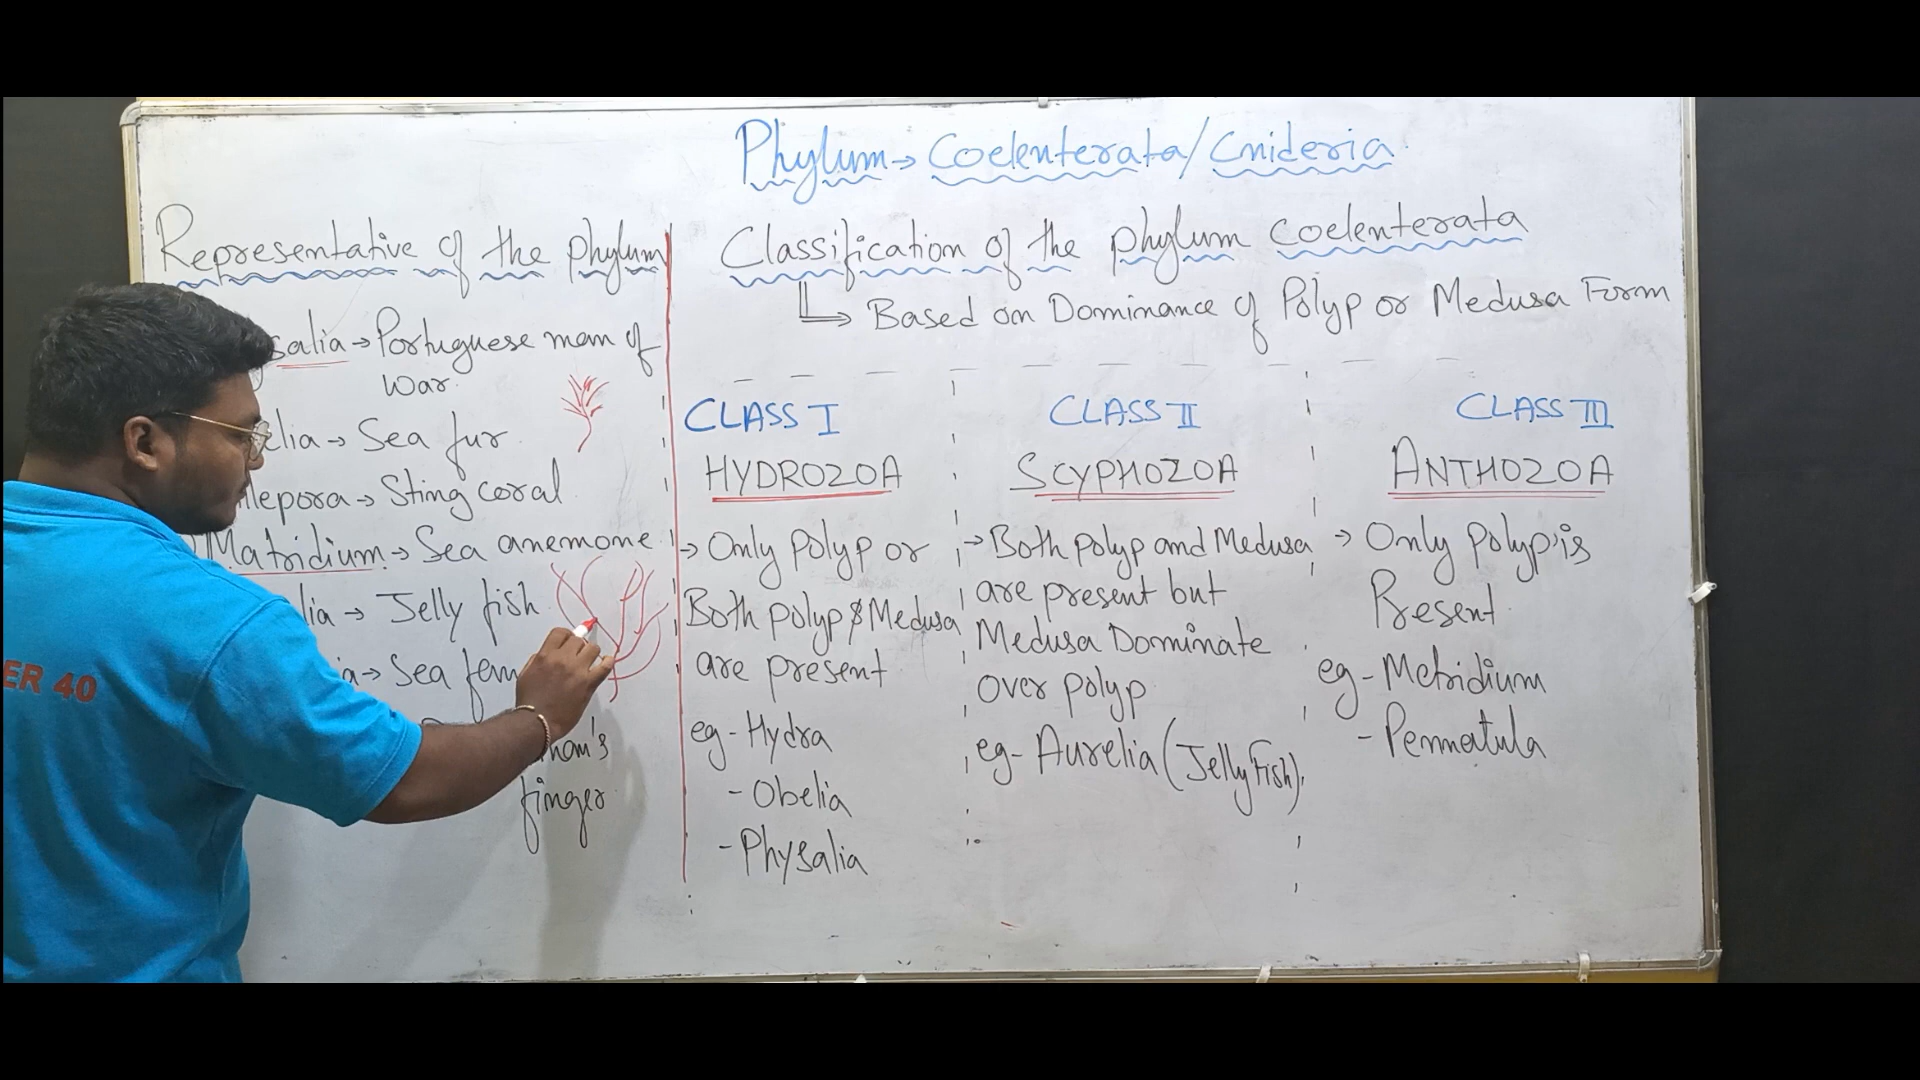 Phylum → Coelenterata/Cnideria
Representative of the phylum
salia → Portuguese man of
war.
elia → Sea fur
llepora → Sting coral
Matridium → Sea anemone
lia → Jelly fish
a → Sea fern
finger
Classification of the phylum Coelenterata
Based on Dominance of Polyp or Medusa Form
CLASS I
HYDROZOA
→ Only Polyp or
Both polyp & Medusa
are present
eg - Hydra
- Obelia
- Physalia
CLASS II
SCYPHOZOA
→ Both polyp and Medusa
are present but
Medusa Dominate
over polyp
eg - Aurelia (Jelly Fish)
CLASS III
ANTHOZOA
→ Only polyp is
Present
eg - Metridium
- Pennatula
ER 40